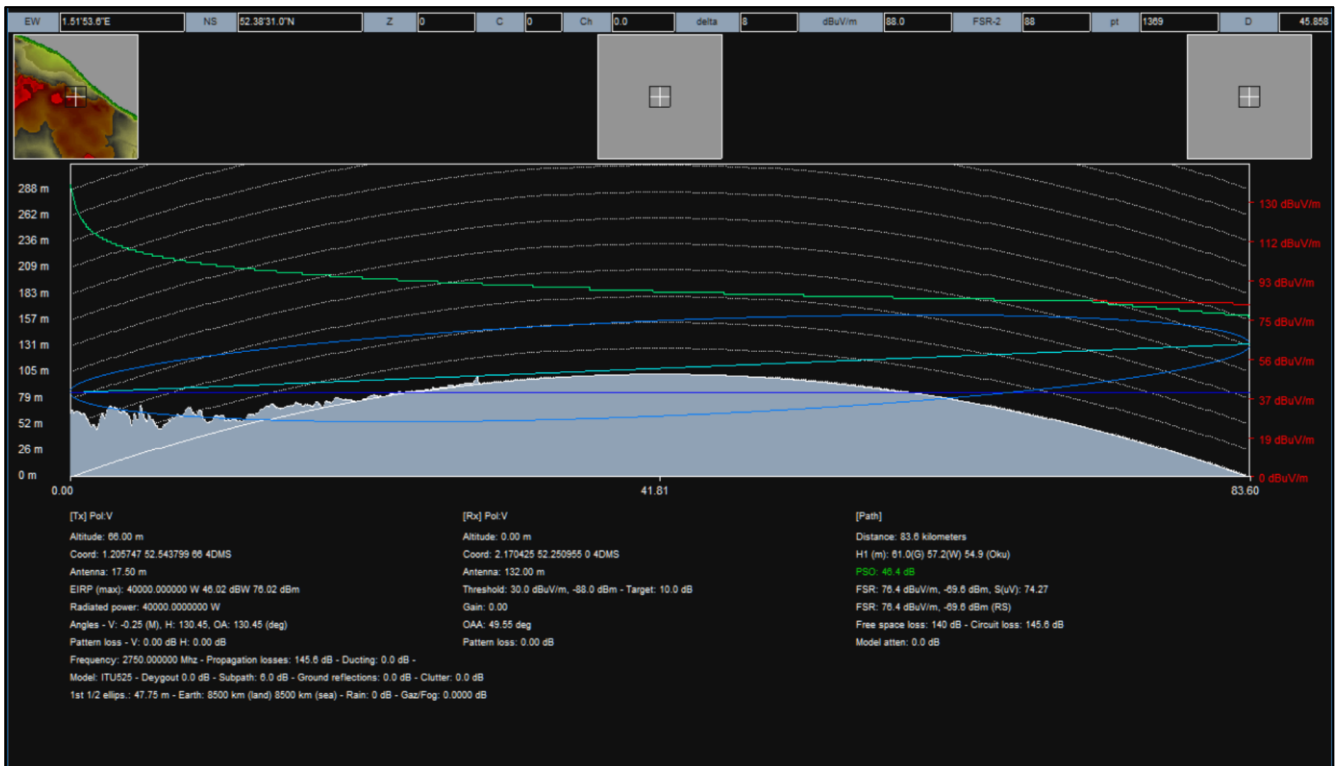 EW 1.51'53.6"E NS 52.38'31.0"N Z 0 C 0 Ch 0.0 delta 8 dBuV/m 88.0 FSR-2 88 pt 1369 D 45.858
288 m
262 m
236 m
209 m
183 m
157 m
131 m
105 m
79 m
52 m
26 m
0 m
130 dBuV/m
112 dBuV/m
93 dBuV/m
75 dBuV/m
56 dBuV/m
37 dBuV/m
19 dBuV/m
0 dBuV/m
0.00 41.81 83.60
[Tx] Pol:V
Altitude: 66.00 m
Coord: 1.205747 52.543799 66 4DMS
Antenna: 17.50 m
EIRP (max): 40000.000000 W 46.02 dBW 76.02 dBm
Radiated power: 40000.0000000 W
Angles - V: -0.25 (M), H: 130.45, OA: 130.45 (deg)
Pattern loss - V: 0.00 dB H: 0.00 dB
Frequency: 2750.000000 Mhz - Propagation losses: 145.6 dB - Ducting: 0.0 dB -
Model: ITU525 - Deygout 0.0 dB - Subpath: 6.0 dB - Ground reflections: 0.0 dB - Clutter: 0.0 dB
1st 1/2 ellips.: 47.75 m - Earth: 8500 km (land) 8500 km (sea) - Rain: 0 dB - Gaz/Fog: 0.0000 dB
[Rx] Pol:V
Altitude: 0.00 m
Coord: 2.170425 52.250955 0 4DMS
Antenna: 132.00 m
Threshold: 30.0 dBuV/m, -88.0 dBm - Target: 10.0 dB
Gain: 0.00
OAA: 49.55 deg
Pattern loss: 0.00 dB
[Path]
Distance: 83.6 kilometers
H1 (m): 61.0(G) 57.2(W) 54.9 (Oku)
PSO: 46.4 dB
FSR: 76.4 dBuV/m, -69.6 dBm, S(uV): 74.27
FSR: 76.4 dBuV/m, -69.6 dBm (RS)
Free space loss: 140 dB - Circuit loss: 145.6 dB
Model atten: 0.0 dB